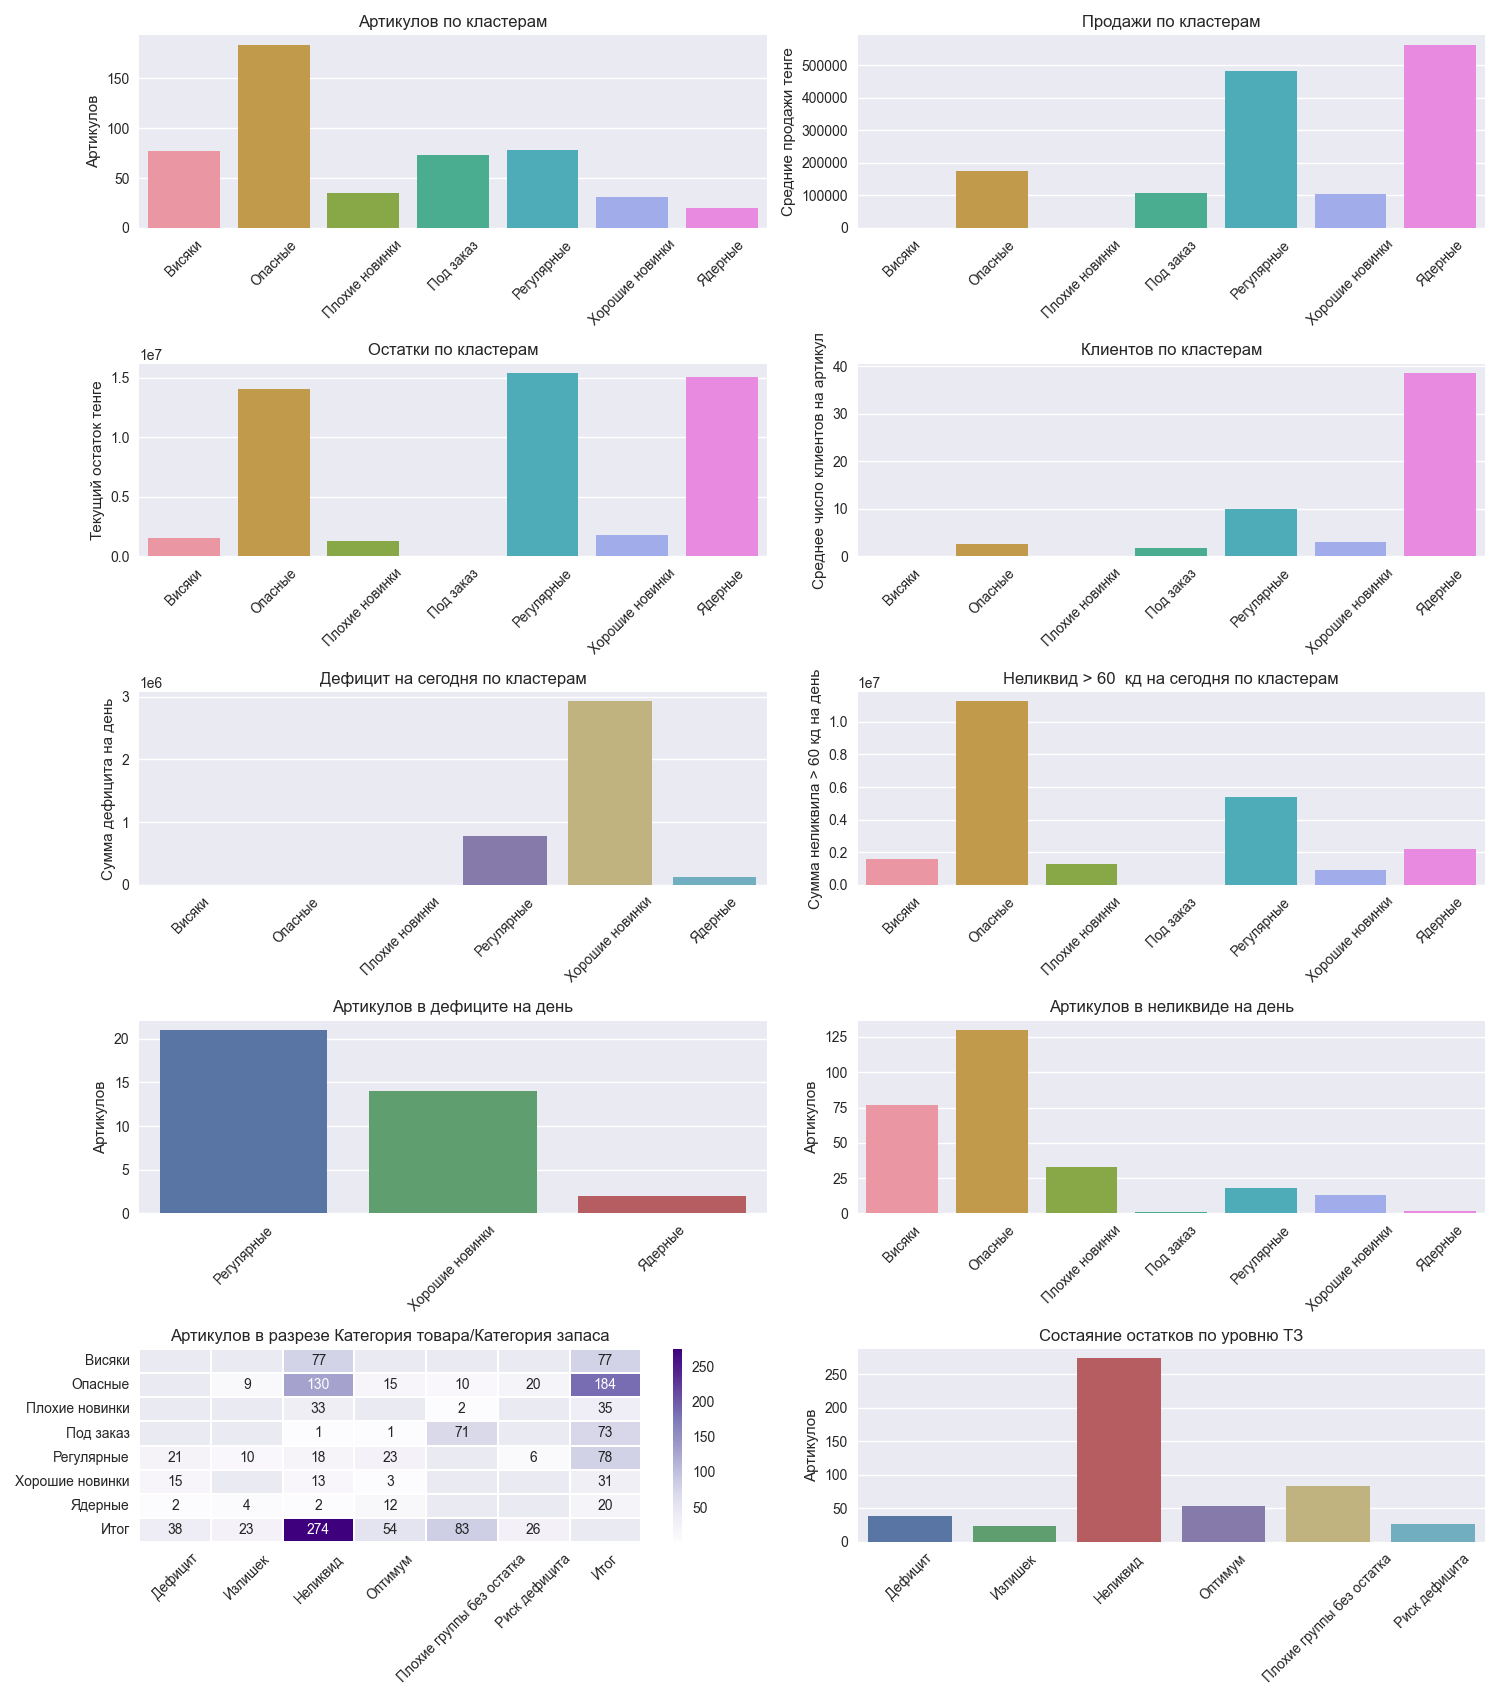 Артикулов по кластерам
Артикулов
150
100
50
0
Висяки
Опасные
Плохие новинки
Под заказ
Регулярные
Хорошие новинки
Ядерные
Продажи по кластерам
Средние продажи тенге
500000
400000
300000
200000
100000
0
Висяки
Опасные
Плохие новинки
Под заказ
Регулярные
Хорошие новинки
Ядерные
Остатки по кластерам
1e7
Текущий остаток тенге
1.5
1.0
0.5
0.0
Висяки
Опасные
Плохие новинки
Под заказ
Регулярные
Хорошие новинки
Ядерные
Клиентов по кластерам
Среднее число клиентов на артикул
40
30
20
10
0
Висяки
Опасные
Плохие новинки
Под заказ
Регулярные
Хорошие новинки
Ядерные
Дефицит на сегодня по кластерам
1e6
Сумма дефицита на день
3
2
1
0
Висяки
Опасные
Плохие новинки
Регулярные
Хорошие новинки
Ядерные
Неликвид > 60  кд на сегодня по кластерам
1e7
Сумма неликвила > 60 кд на день
1.0
0.8
0.6
0.4
0.2
0.0
Висяки
Опасные
Плохие новинки
Под заказ
Регулярные
Хорошие новинки
Ядерные
Артикулов в дефиците на день
Артикулов
20
15
10
5
0
Регулярные
Хорошие новинки
Ядерные
Артикулов в неликвиде на день
Артикулов
125
100
75
50
25
0
Висяки
Опасные
Плохие новинки
Под заказ
Регулярные
Хорошие новинки
Ядерные
Артикулов в разрезе Категория товара/Категория запаса
Висяки 77 77
Опасные 9 130 15 10 20 184
Плохие новинки 33 2 35
Под заказ 1 1 71 73
Регулярные 21 10 18 23 6 78
Хорошие новинки 15 13 3 31
Ядерные 2 4 2 12 20
Итог 38 23 274 54 83 26
Дефицит
Излишек
Неликвид
Оптимум
Плохие группы без остатка
Риск дефицита
Итог
250
200
150
100
50
Состаяние остатков по уровню ТЗ
Артикулов
250
200
150
100
50
0
Дефицит
Излишек
Неликвид
Оптимум
Плохие группы без остатка
Риск дефицита